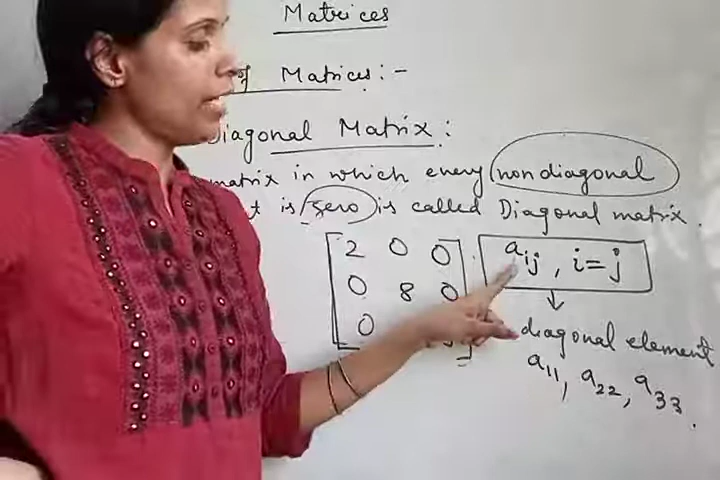 Matrices
of Matrices :-
Diagonal Matrix :
matrix in which every non diagonal
is zero is called Diagonal matrix.
2 0 0
0 8 0
0
aij, i=j
diagonal element
a11, a22, a33.